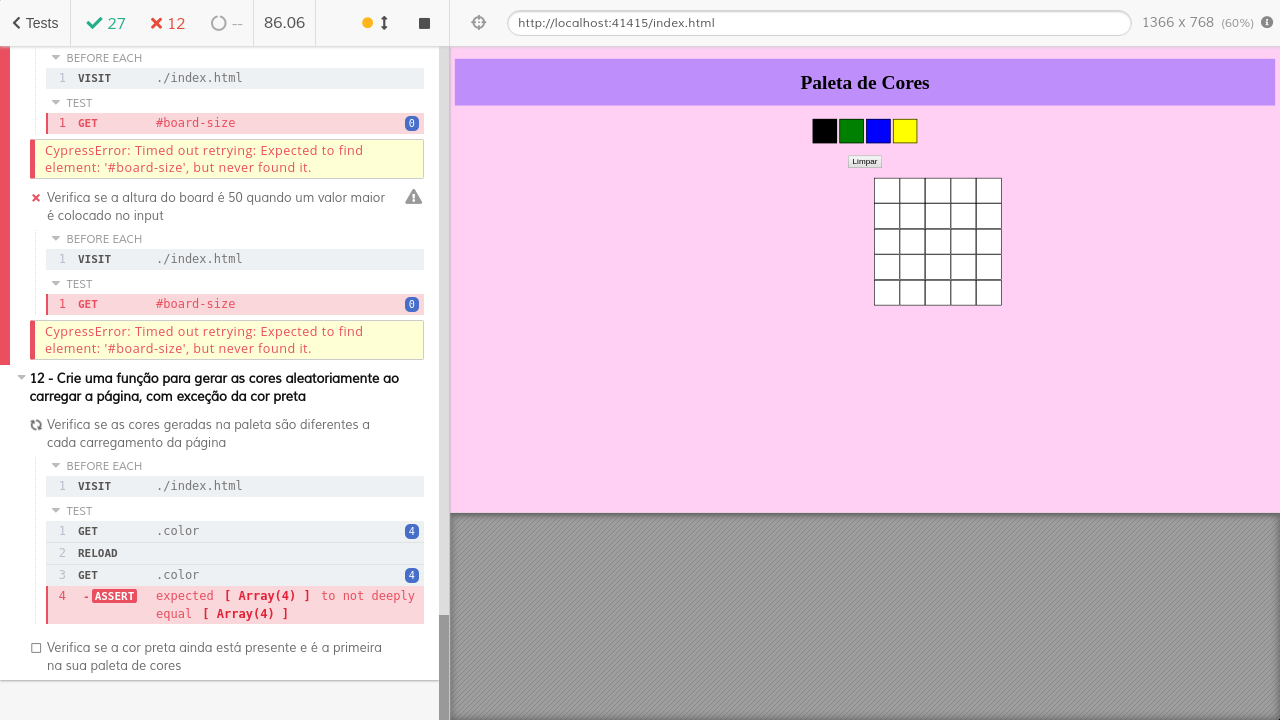 Tests
27
12
--
86.06
http://localhost:41415/index.html
1366 x 768 (60%)
BEFORE EACH
1 VISIT ./index.html
TEST
1 GET #board-size 0
CypressError: Timed out retrying: Expected to find
element: '#board-size', but never found it.
Verifica se a altura do board é 50 quando um valor maior
é colocado no input
BEFORE EACH
1 VISIT ./index.html
TEST
1 GET #board-size 0
CypressError: Timed out retrying: Expected to find
element: '#board-size', but never found it.
12 - Crie uma função para gerar as cores aleatoriamente ao
carregar a página, com exceção da cor preta
Verifica se as cores geradas na paleta são diferentes a
cada carregamento da página
BEFORE EACH
1 VISIT ./index.html
TEST
1 GET .color 4
2 RELOAD
3 GET .color 4
4 -ASSERT expected [ Array(4) ] to not deeply
equal [ Array(4) ]
Verifica se a cor preta ainda está presente e é a primeira
na sua paleta de cores
Paleta de Cores
Limpar